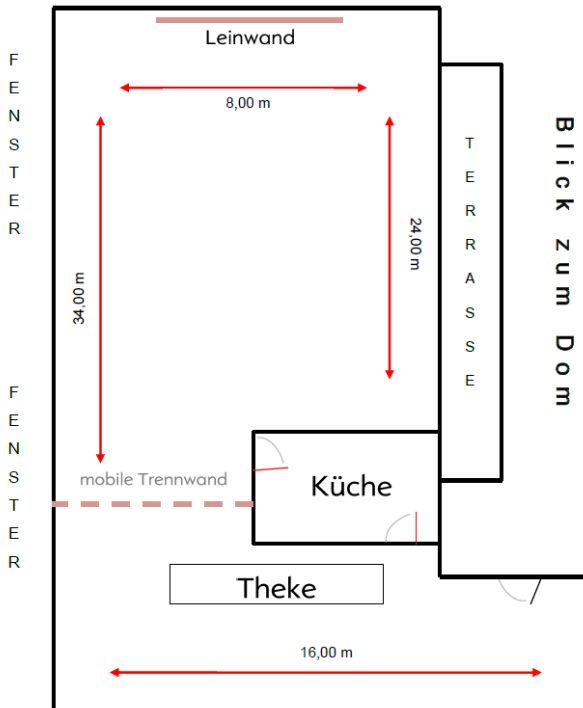 Leinwand
8,00 m
FENSTER
34,00 m
24,00 m
TERRASSE
Blick zum Dom
FENSTER
mobile Trennwand
Küche
Theke
16,00 m